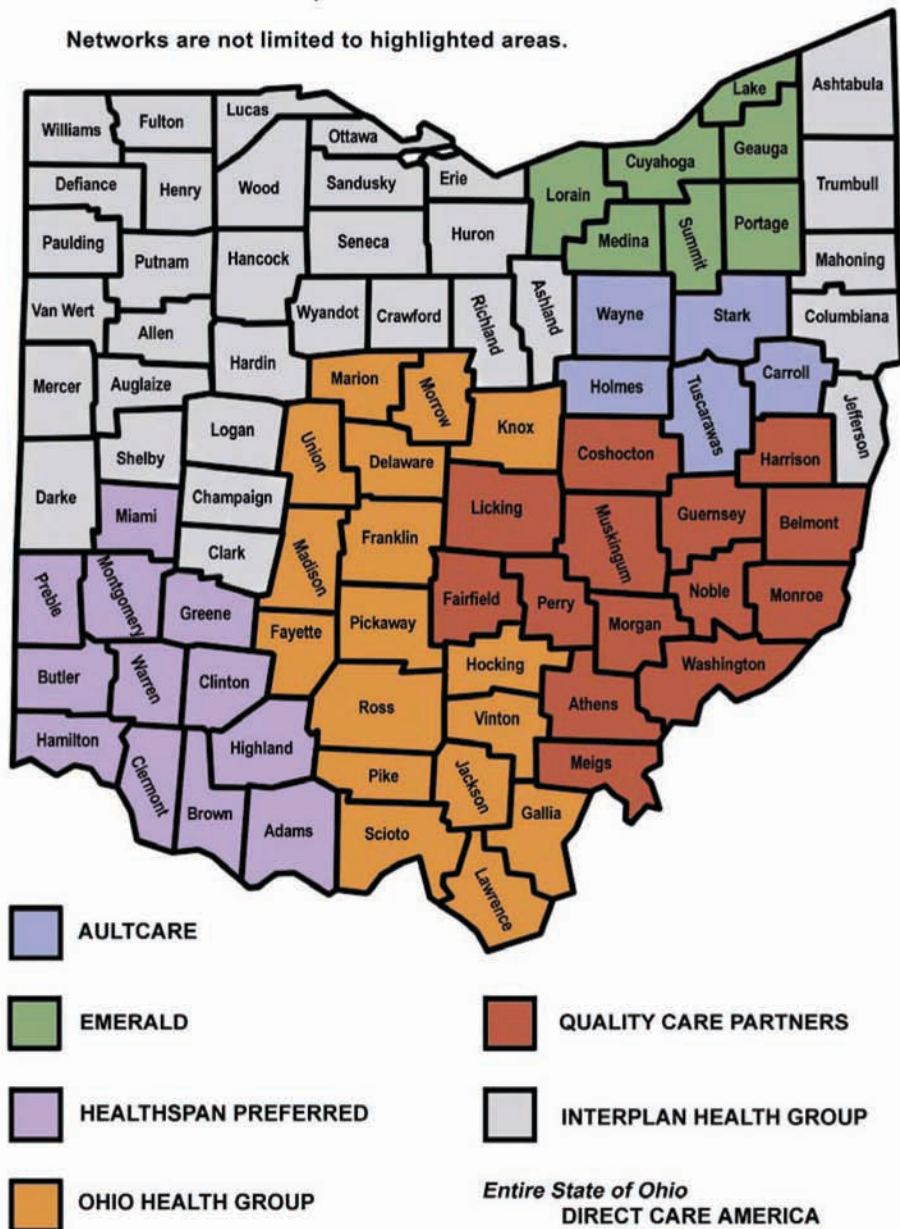 Networks are not limited to highlighted areas.
Williams
Fulton
Lucas
Ottawa
Lake
Ashtabula
Defiance
Henry
Wood
Sandusky
Erie
Lorain
Cuyahoga
Geauga
Trumbull
Paulding
Putnam
Hancock
Seneca
Huron
Medina
Summit
Portage
Mahoning
Van Wert
Allen
Wyandot
Crawford
Richland
Ashland
Wayne
Stark
Columbiana
Mercer
Auglaize
Hardin
Marion
Morrow
Holmes
Tuscarawas
Carroll
Jefferson
Shelby
Logan
Union
Delaware
Knox
Coshocton
Harrison
Darke
Miami
Champaign
Licking
Muskingum
Guernsey
Belmont
Clark
Madison
Franklin
Preble
Montgomery
Greene
Fayette
Pickaway
Fairfield
Perry
Morgan
Noble
Monroe
Butler
Warren
Clinton
Ross
Hocking
Athens
Washington
Hamilton
Clermont
Highland
Vinton
Meigs
Brown
Adams
Pike
Jackson
Scioto
Gallia
Lawrence
AULTCARE
EMERALD
QUALITY CARE PARTNERS
HEALTHSPAN PREFERRED
INTERPLAN HEALTH GROUP
OHIO HEALTH GROUP
Entire State of Ohio
DIRECT CARE AMERICA